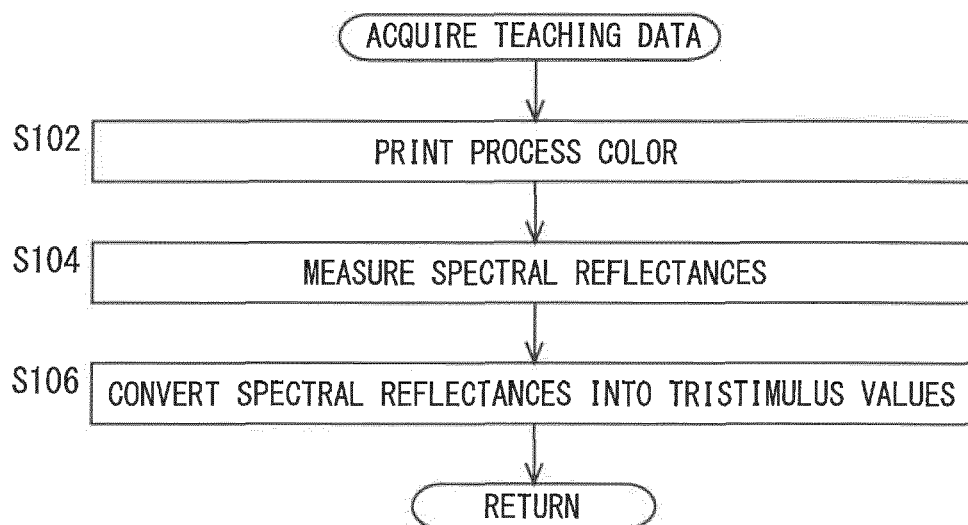 ACQUIRE TEACHING DATA
S102
PRINT PROCESS COLOR
S104
MEASURE SPECTRAL REFLECTANCES
S106
CONVERT SPECTRAL REFLECTANCES INTO TRISTIMULUS VALUES
RETURN